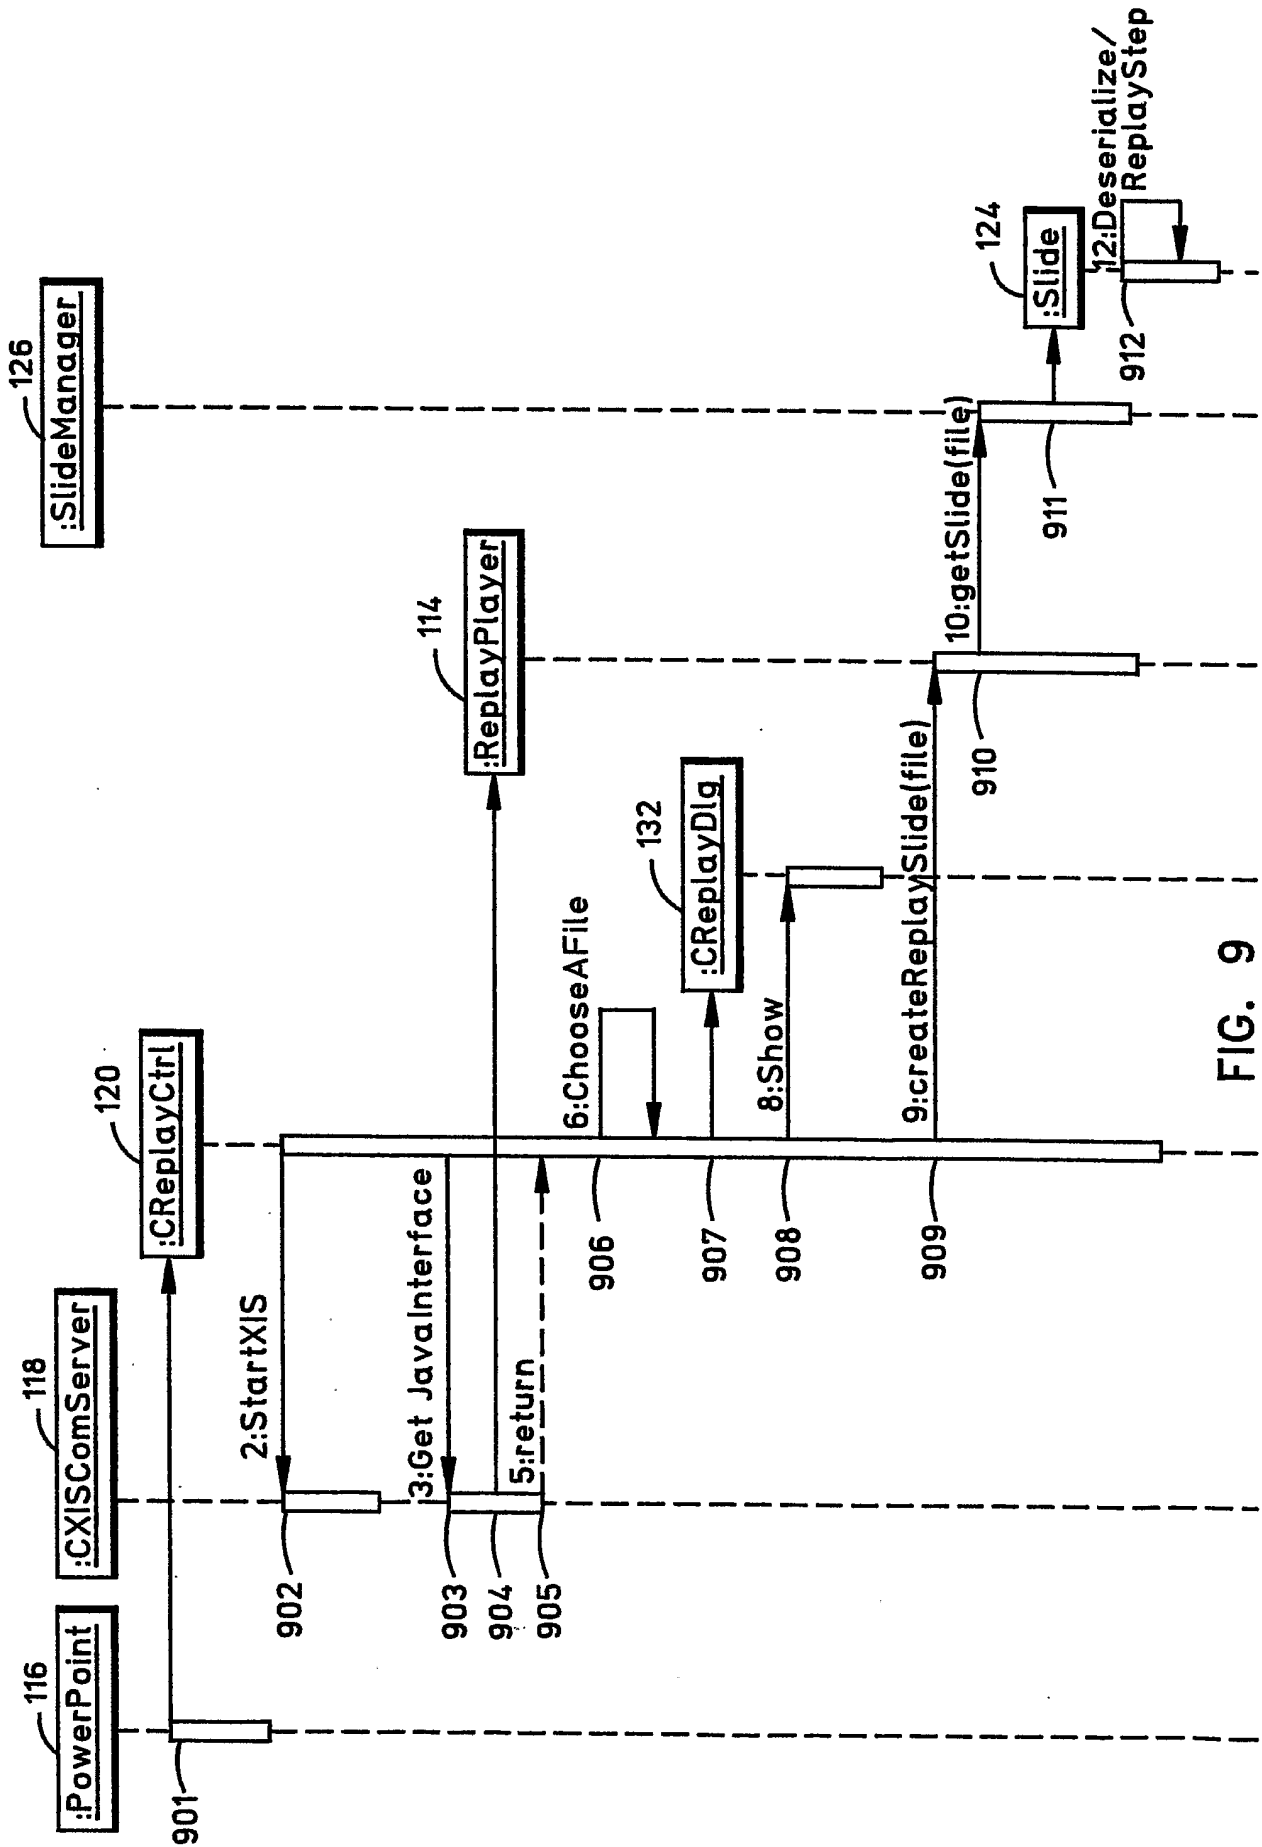 116
:PowerPoint
118
:CXISComServer
120
:CReplayCtrl
114
:ReplayPlayer
126
:SlideManager
901
2:StartXIS
902
3:Get JavaInterface
903
904
5:return
905
6:ChooseAFile
906
132
:CReplayDlg
907
8:Show
908
9:createReplaySlide(file)
909
10:getSlide(file)
910
124
:Slide
911
12:Deserialize/
ReplayStep
912
FIG. 9